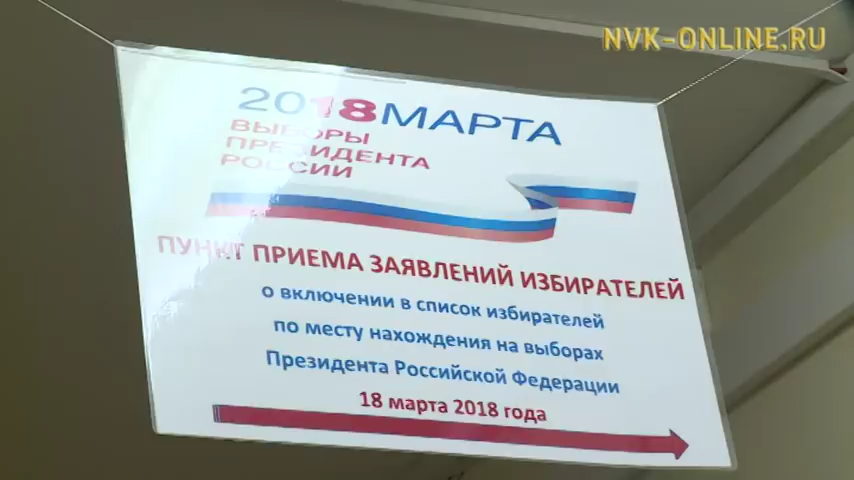 NVK-ONLINE.RU
2018МАРТА
ВЫБОРЫ
ПРЕЗИДЕНТА
РОССИИ
ПУНКТ ПРИЕМА ЗАЯВЛЕНИЙ ИЗБИРАТЕЛЕЙ
о включении в список избирателей
по месту нахождения на выборах
Президента Российской Федерации
18 марта 2018 года